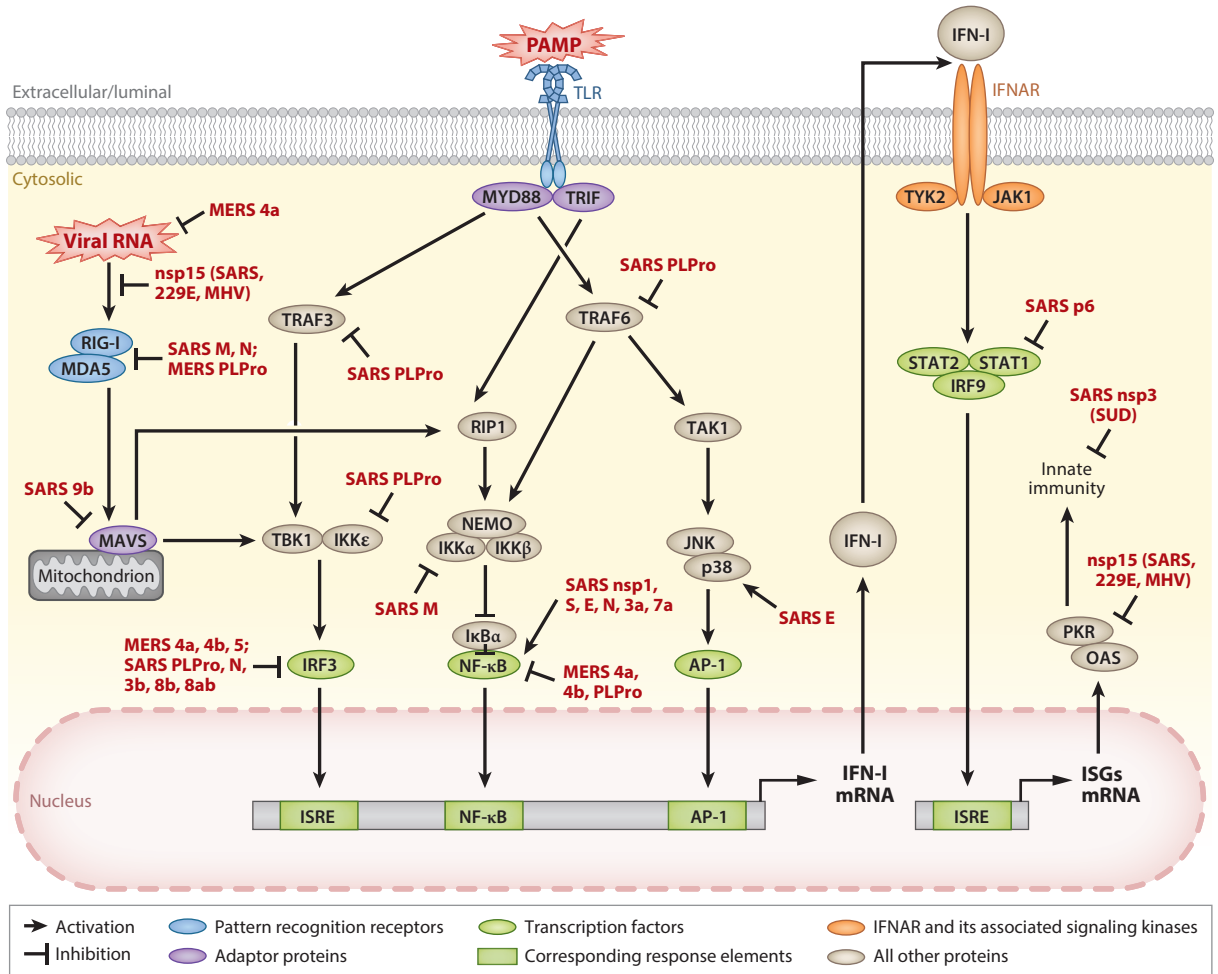 PAMP
IFN-I
TLR
IFNAR
Extracellular/luminal
Cytosolic
MYD88
TRIF
TYK2
JAK1
MERS 4a
Viral RNA
nsp15 (SARS,
229E, MHV)
SARS PLPro
TRAF3
TRAF6
SARS p6
RIG-I
MDA5
SARS M, N;
MERS PLPro
SARS PLPro
STAT2
STAT1
IRF9
SARS nsp3
(SUD)
RIP1
TAK1
Innate
immunity
SARS 9b
SARS PLPro
MAVS
Mitochondrion
TBK1
IKKε
NEMO
IKKα
IKKβ
JNK
p38
IFN-I
SARS M
SARS nsp1,
S, E, N, 3a, 7a
SARS E
nsp15 (SARS,
229E, MHV)
PKR
OAS
MERS 4a, 4b, 5;
SARS PLPro, N,
3b, 8b, 8ab
IRF3
IκBα
NF-κB
MERS 4a,
4b, PLPro
AP-1
Nucleus
IFN-I
mRNA
ISGs
mRNA
ISRE
NF-κB
AP-1
ISRE
Activation
Inhibition
Pattern recognition receptors
Adaptor proteins
Transcription factors
Corresponding response elements
IFNAR and its associated signaling kinases
All other proteins